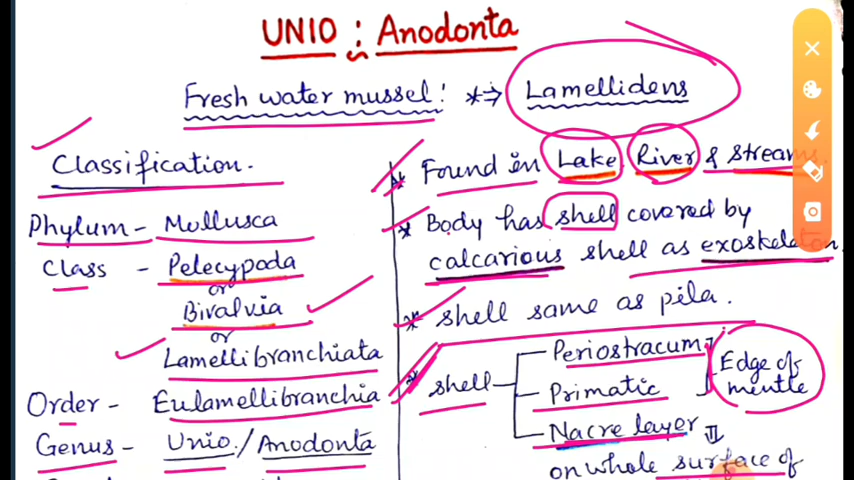 UNIO : Anodonta
Fresh water mussel! *⇒ Lamellidens
Classification.
Phylum - Mollusca
Class - Pelecypoda
or
Bivalvia
or
Lamellibranchiata
Order - Eulamellibranchia
Genus - Unio./Anodonta
* Found in Lake, River & streams.
* Body has shell covered by
calcarious shell as exoskeleton.
* shell same as pila.
* shell
Periostracum
Primatic
Nacre layer ⇓
Edge of
mentle
on whole surface of